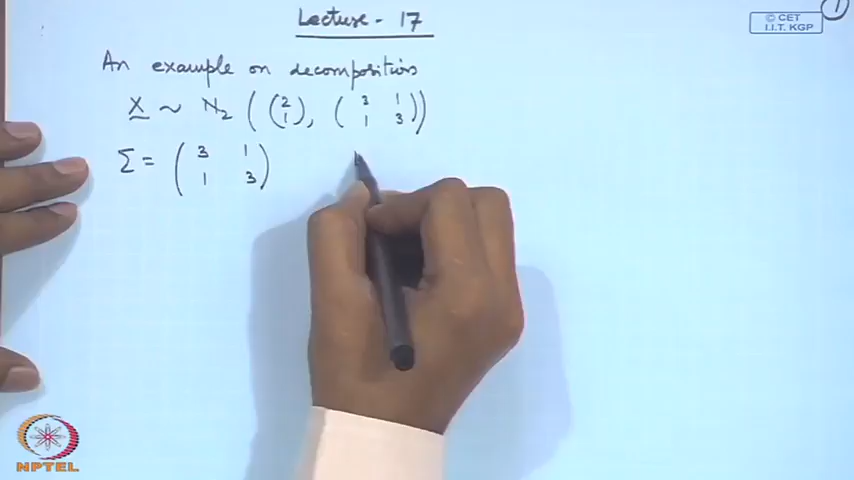 Lecture - 17
© CET
I.I.T. KGP
1
An example on decomposition
X ~ N₂ ( (2 1), (3 1 1 3) )
Σ = (3 1 1 3)
NPTEL